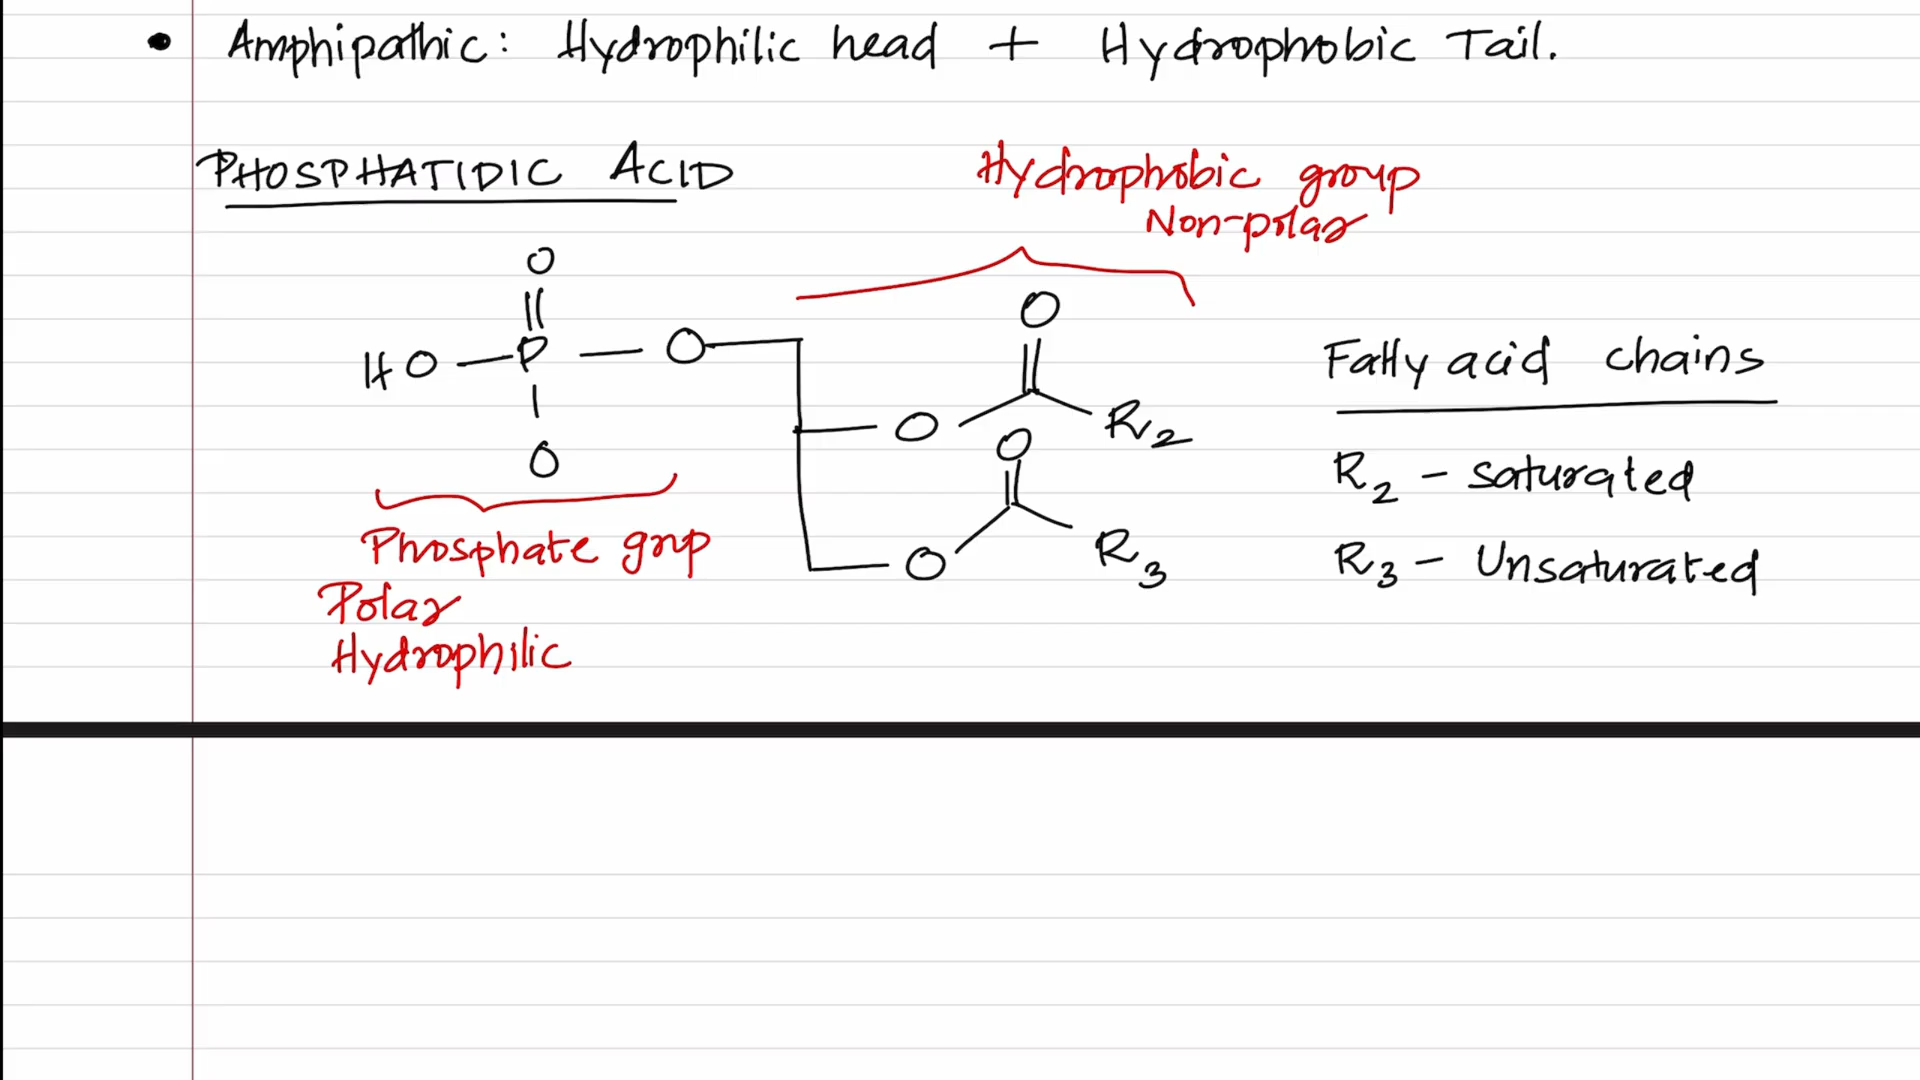 • Amphipathic: Hydrophilic head + Hydrophobic Tail.
PHOSPHATIDIC ACID
Hydrophobic group
Non-polar
O
HO — P — O
O
O
O R2
O
O R3
Phosphate grp
Polar
Hydrophilic
Fatty acid chains
R2 – saturated
R3 – Unsaturated